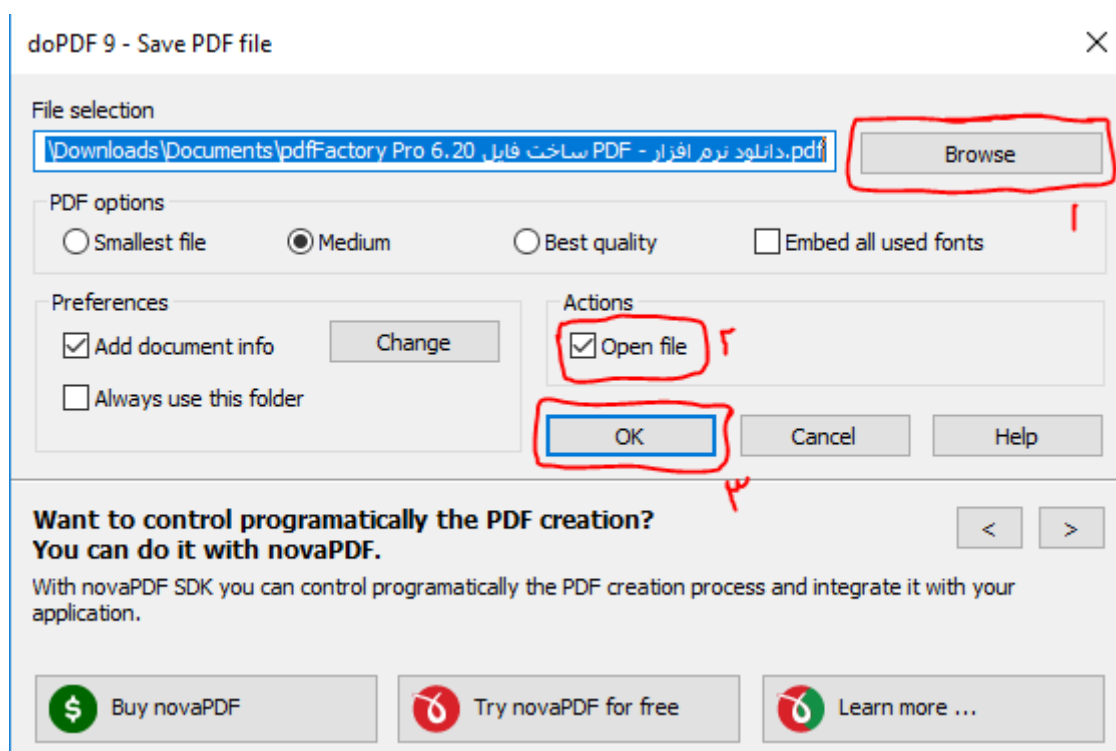 doPDF 9 - Save PDF file
File selection
\Downloads\Documents\pdfFactory Pro 6.20 دانلود نرم افزار - PDF ساخت فایل.pdf
Browse
۱
PDF options
Smallest file Medium Best quality Embed all used fonts
Preferences
Actions
Add document info Change
Open file ۲
Always use this folder
OK Cancel Help
۳
Want to control programatically the PDF creation?
You can do it with novaPDF.
< >
With novaPDF SDK you can control programatically the PDF creation process and integrate it with your
application.
$ Buy novaPDF Try novaPDF for free Learn more ...